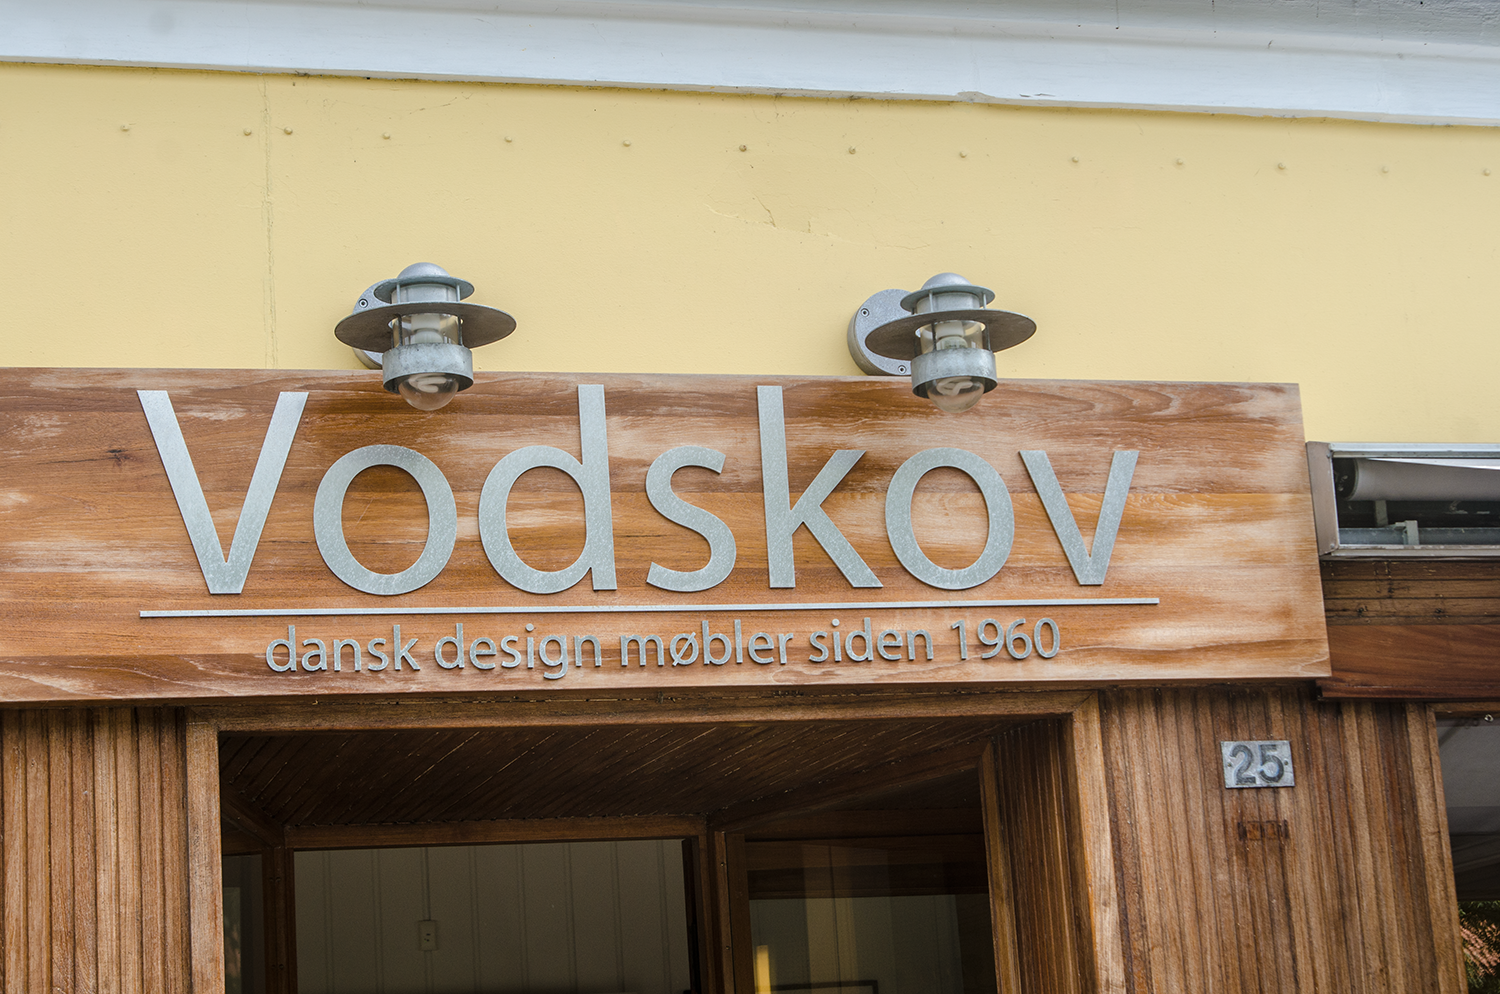 Vodskov
dansk design møbler siden 1960
25